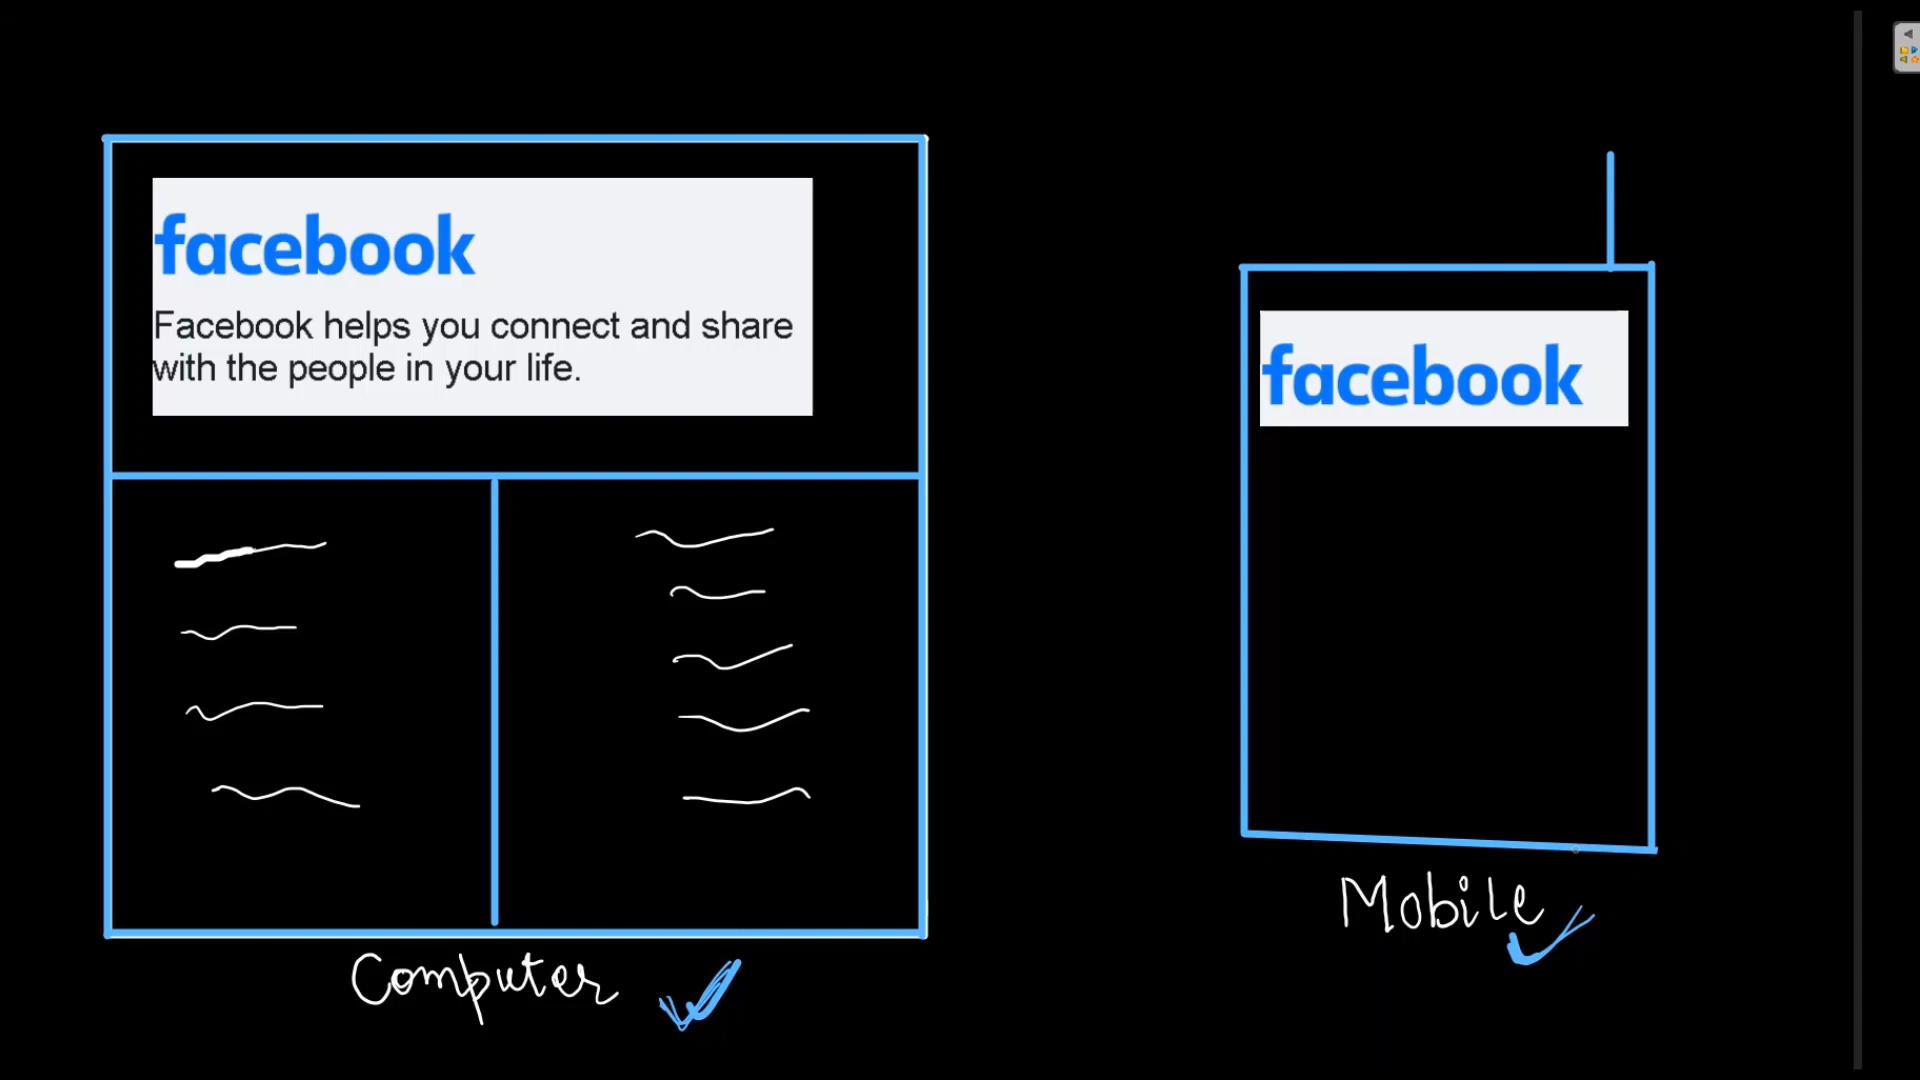 facebook
Facebook helps you connect and share
with the people in your life.
Computer
facebook
Mobile